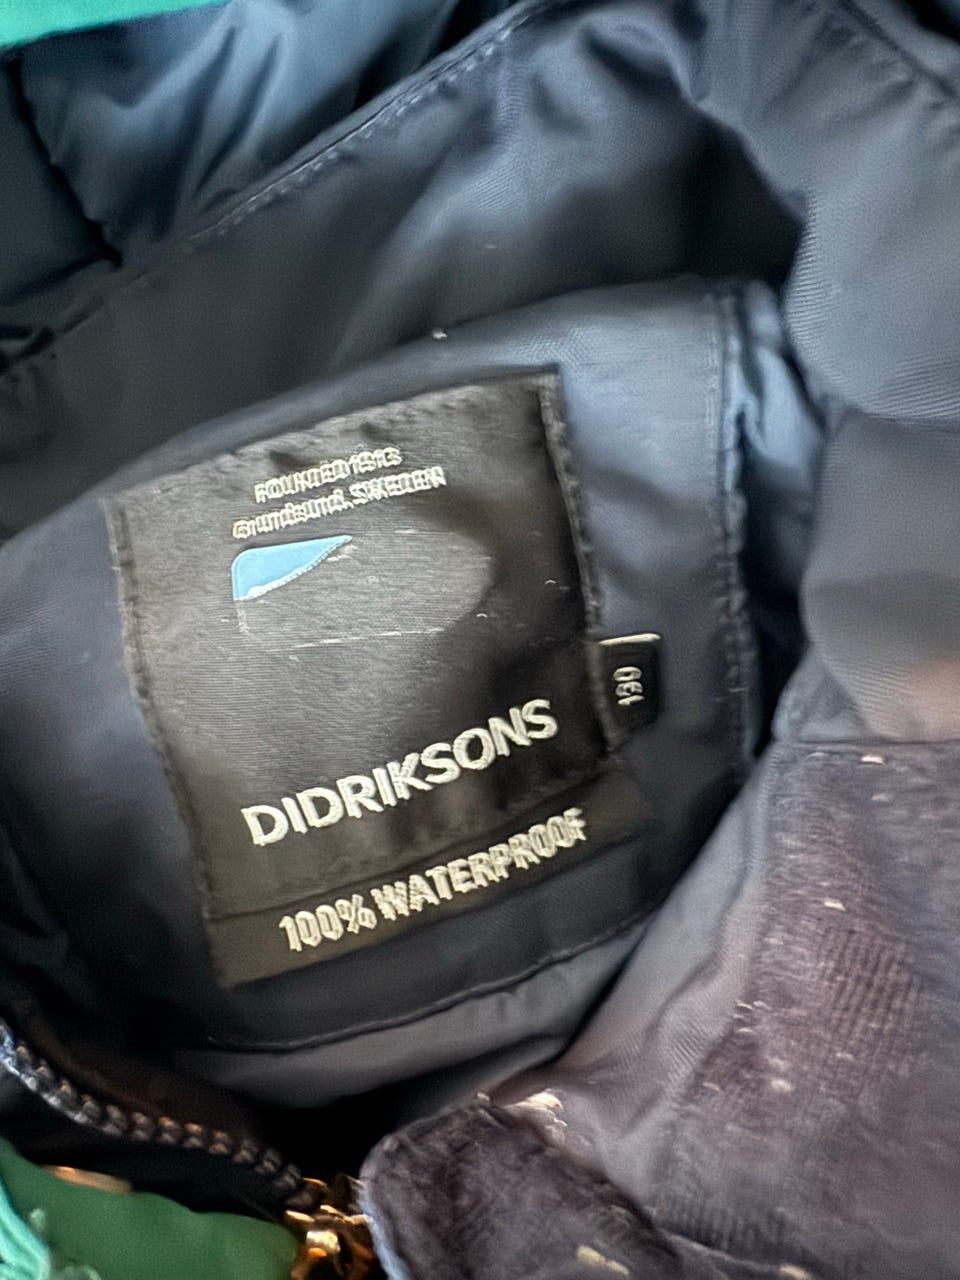 FOUNDED 1913
Grundsund, SWEDEN
DIDRIKSONS
100% WATERPROOF
130